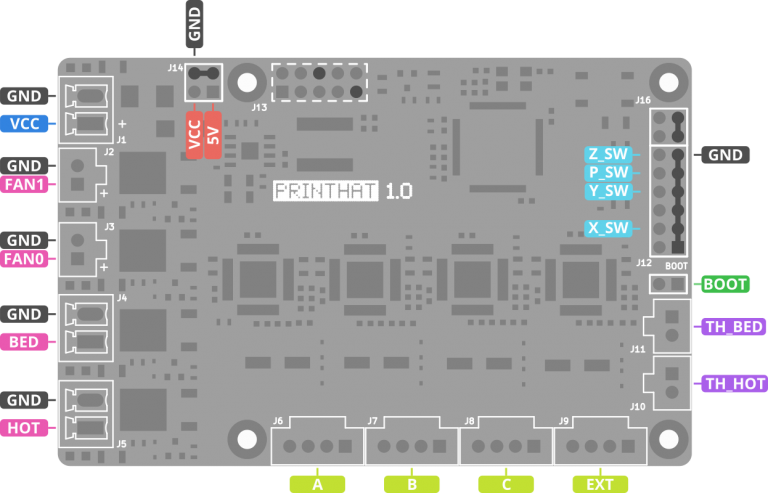 GND
J14
J13
GND
VCC
+
J1
VCC
5V
J16
J2
GND
FAN1
+
Z_SW
GND
P_SW
Y_SW
X_SW
PRINTHAT 1.0
J3
GND
FAN0
+
J12
BOOT
BOOT
J4
GND
BED
TH_BED
J11
TH_HOT
J10
GND
HOT
J5
J6
J7
J8
J9
A
B
C
EXT